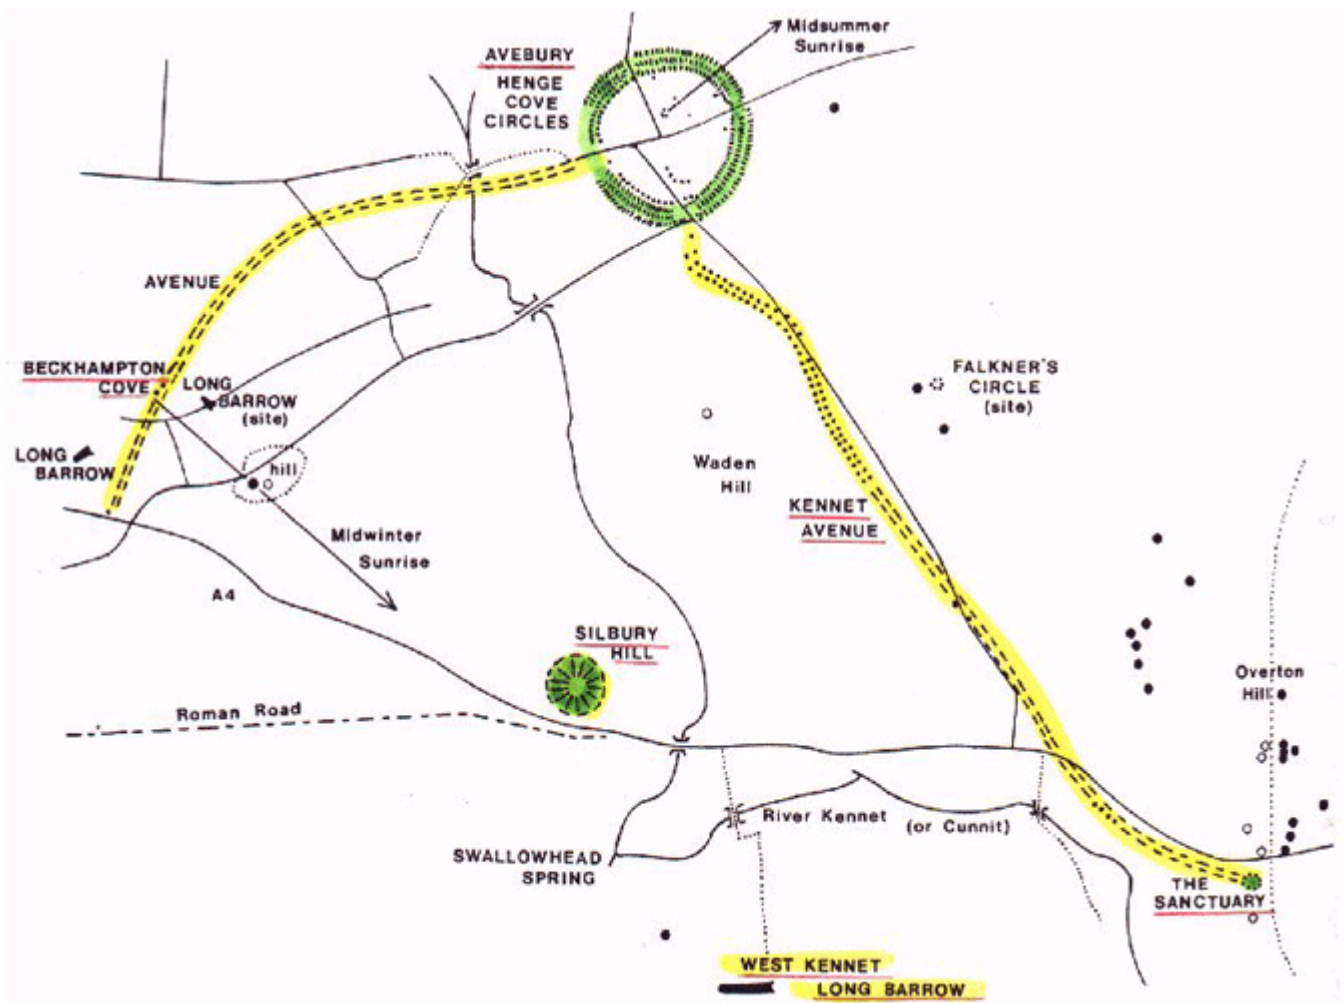 Midsummer
Sunrise
AVEBURY
HENGE
COVE
CIRCLES
AVENUE
BECKHAMPTON
COVE
LONG
BARROW
(site)
FALKNER'S
CIRCLE
(site)
LONG
BARROW
hill
Waden
Hill
KENNET
AVENUE
Midwinter
Sunrise
A4
SILBURY
HILL
Overton
Hill
Roman Road
River Kennet
(or Cunnit)
SWALLOWHEAD
SPRING
THE
SANCTUARY
WEST KENNET
LONG BARROW